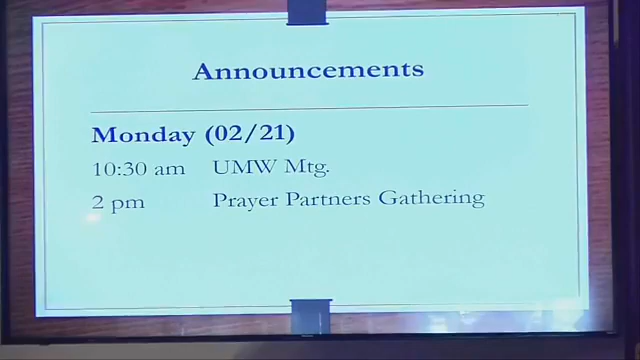 Announcements
Monday (02/21)
10:30 am UMW Mtg.
2 pm Prayer Partners Gathering